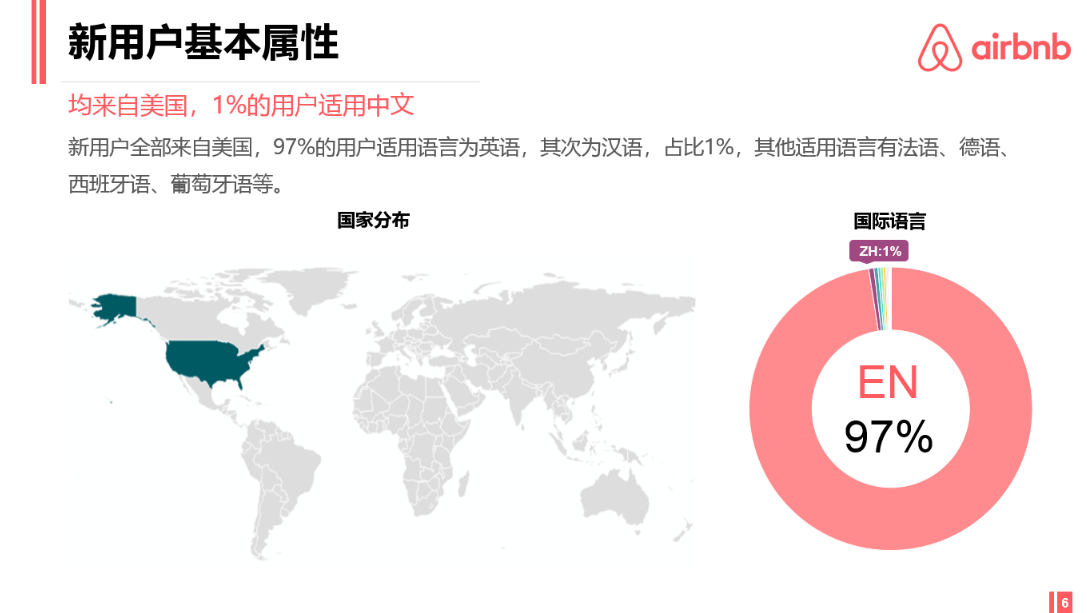 新用户基本属性
airbnb
均来自美国，1%的用户适用中文
新用户全部来自美国，97%的用户适用语言为英语，其次为汉语，占比1%，其他适用语言有法语、德语、
西班牙语、葡萄牙语等。
国家分布
国际语言
ZH:1%
EN
97%
6